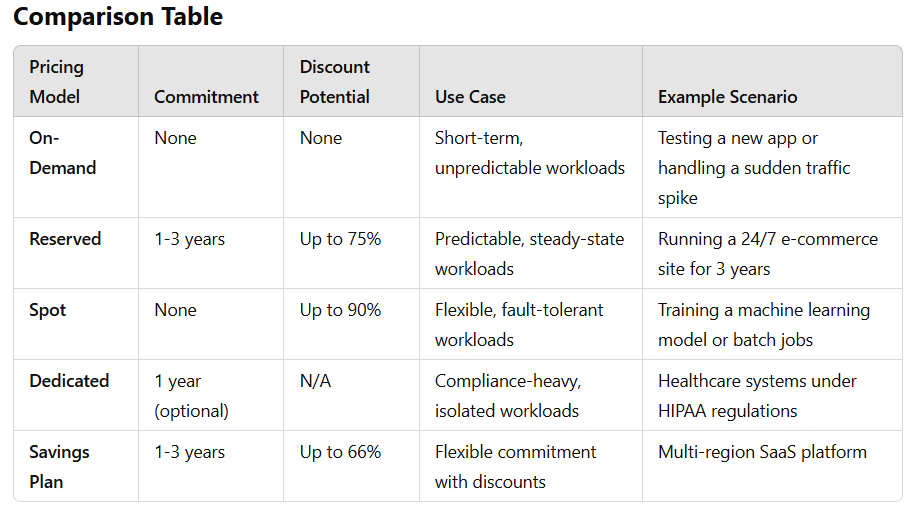 Comparison Table
Pricing Model | Commitment | Discount Potential | Use Case | Example Scenario
On-Demand | None | None | Short-term, unpredictable workloads | Testing a new app or handling a sudden traffic spike
Reserved | 1-3 years | Up to 75% | Predictable, steady-state workloads | Running a 24/7 e-commerce site for 3 years
Spot | None | Up to 90% | Flexible, fault-tolerant workloads | Training a machine learning model or batch jobs
Dedicated | 1 year (optional) | N/A | Compliance-heavy, isolated workloads | Healthcare systems under HIPAA regulations
Savings Plan | 1-3 years | Up to 66% | Flexible commitment with discounts | Multi-region SaaS platform